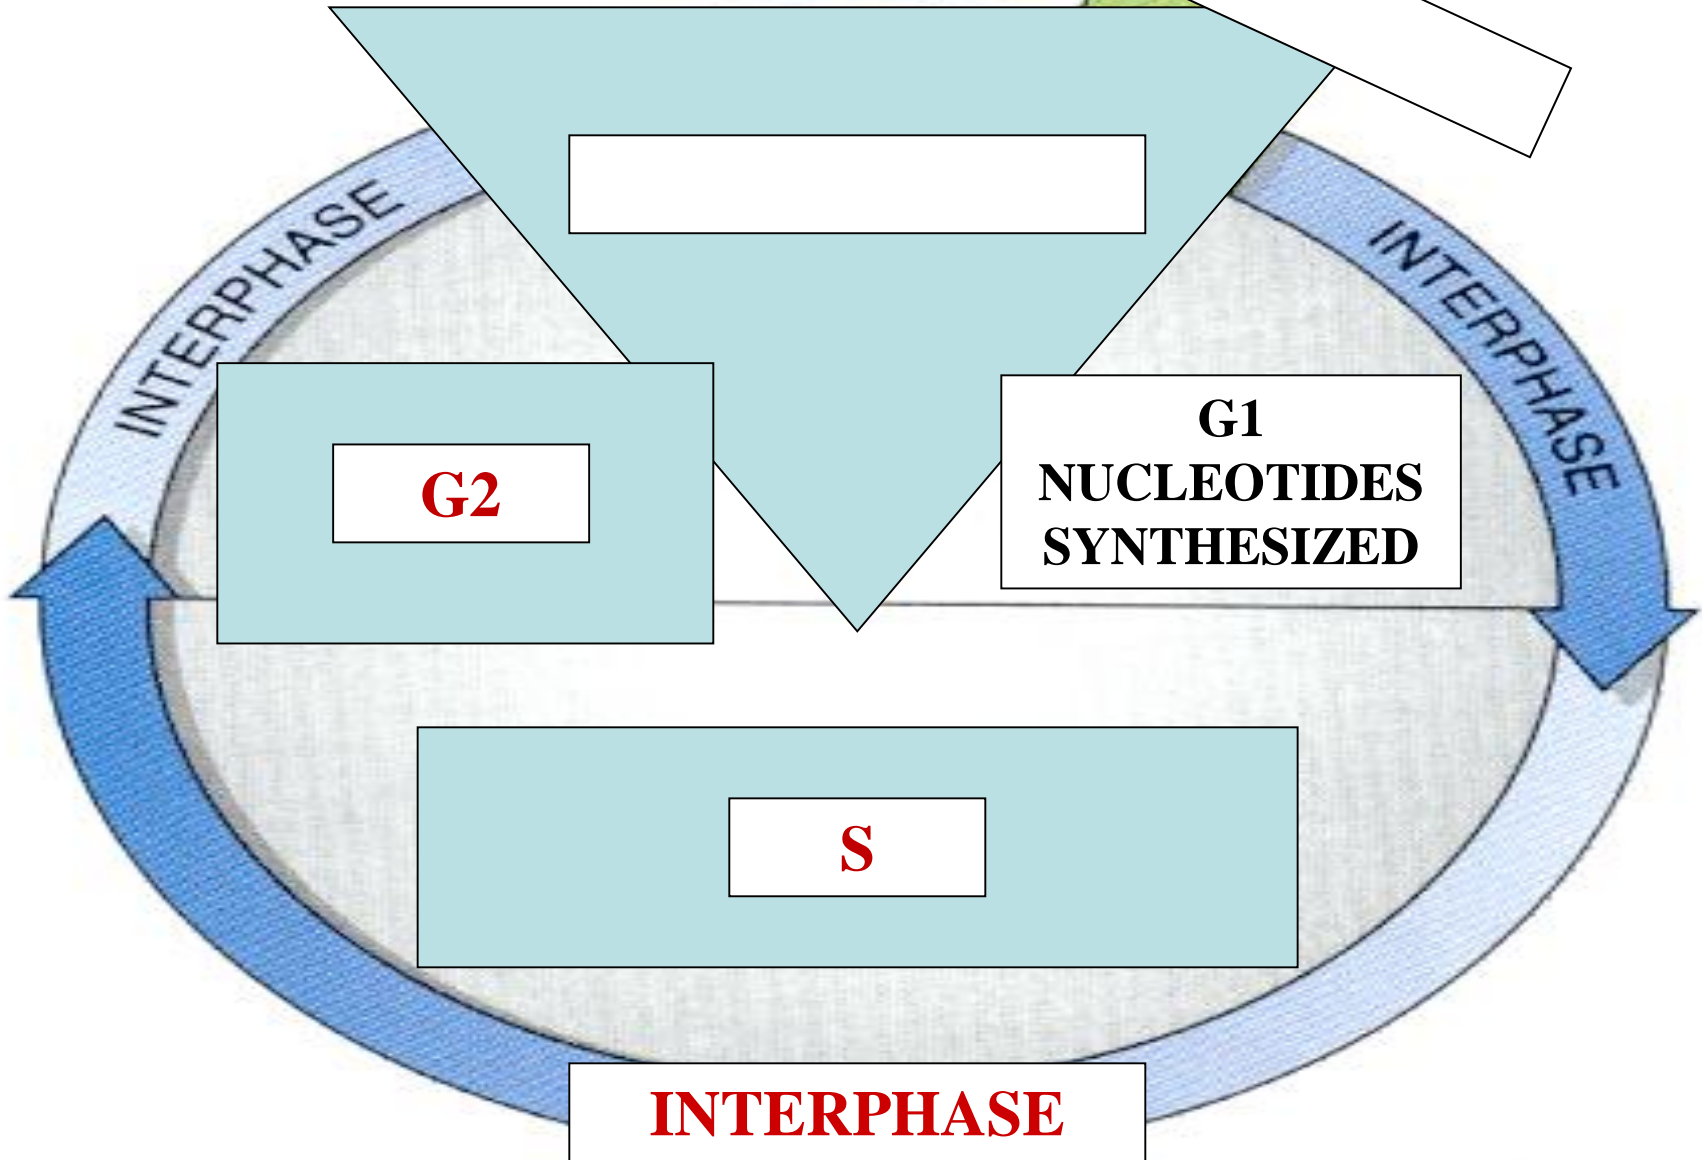 INTERPHASE
INTERPHASE
G2
G1
NUCLEOTIDES
SYNTHESIZED
S
INTERPHASE